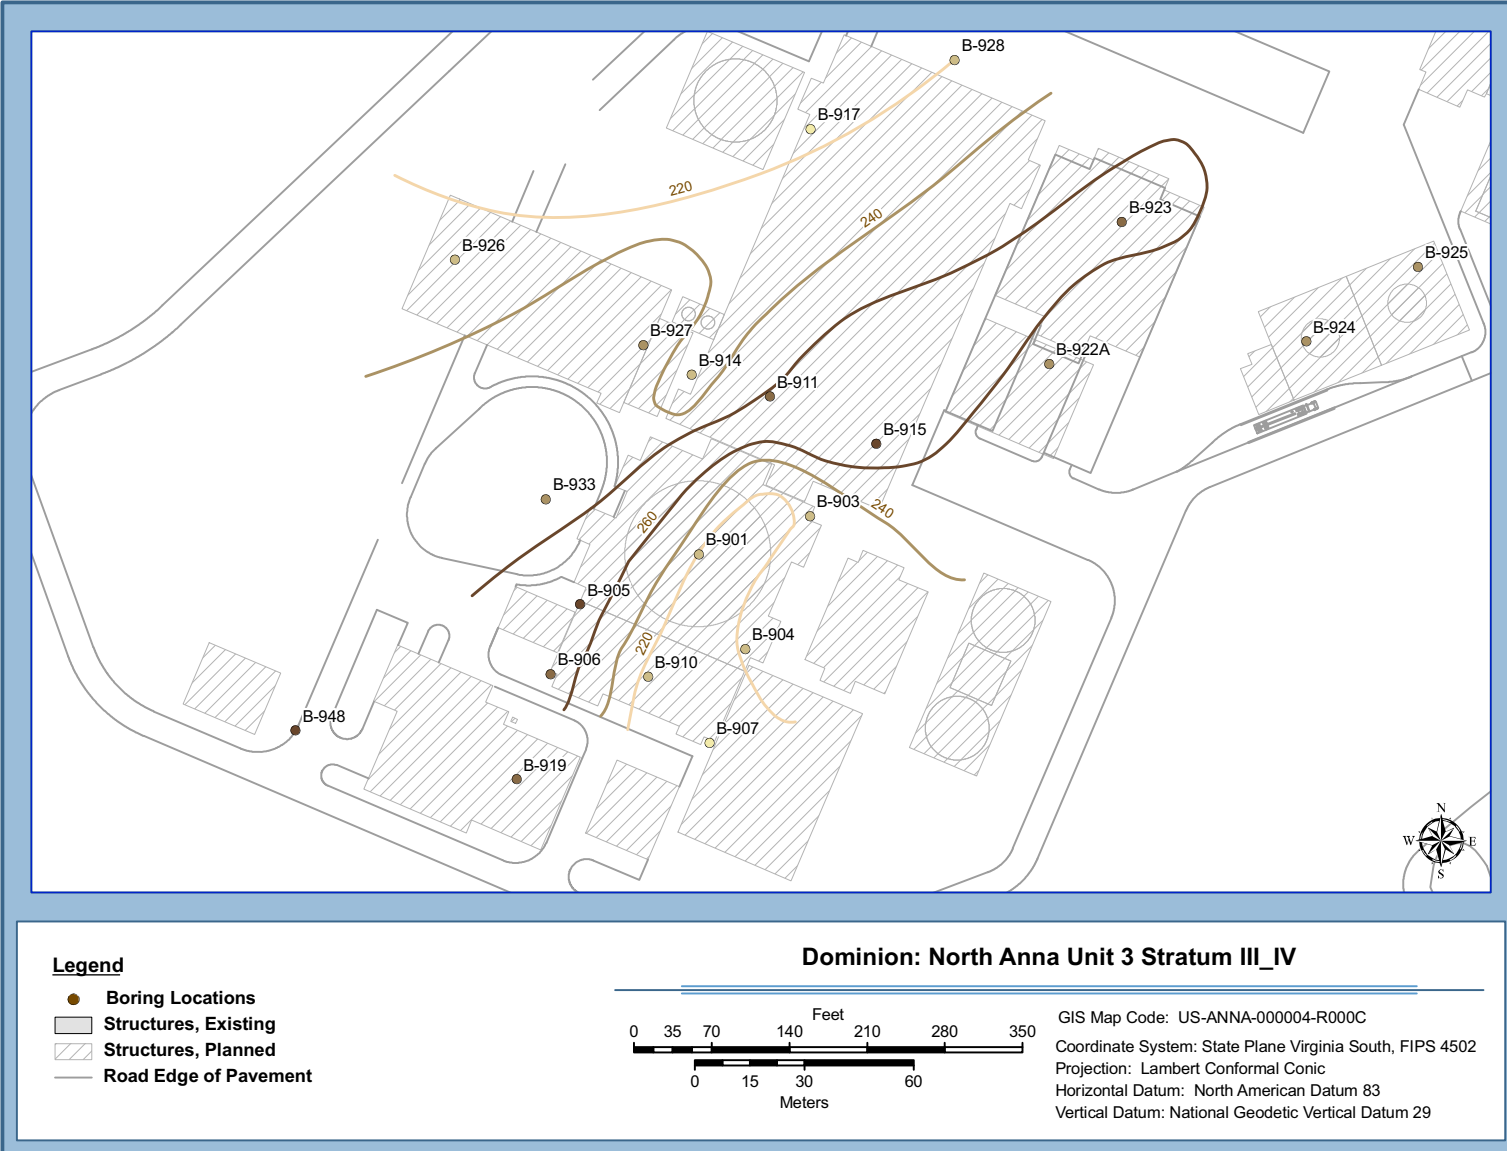 B-928
B-917
220
240
B-923
B-926
B-925
B-927
B-924
B-914
B-922A
B-911
B-915
B-933
B-903
240
260
B-901
B-905
220
B-904
B-906
B-910
B-948
B-907
B-919
N
W
E
S
Legend
Boring Locations
Structures, Existing
Structures, Planned
Road Edge of Pavement
Dominion: North Anna Unit 3 Stratum III_IV
Feet
0 35 70 140 210 280 350
0 15 30 60
Meters
GIS Map Code: US-ANNA-000004-R000C
Coordinate System: State Plane Virginia South, FIPS 4502
Projection: Lambert Conformal Conic
Horizontal Datum: North American Datum 83
Vertical Datum: National Geodetic Vertical Datum 29